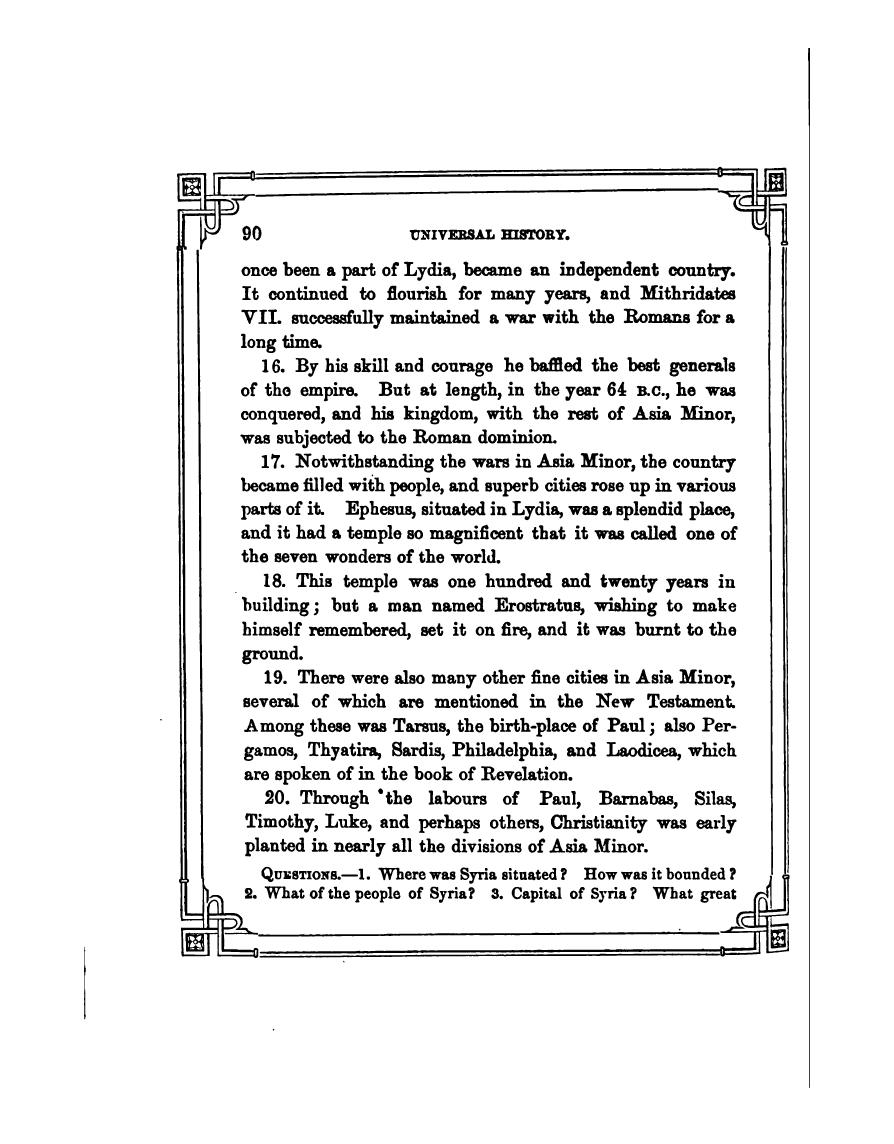 90 UNIVERSAL HISTORY.
once been a part of Lydia, became an independent country.
It continued to flourish for many years, and Mithridates
VII. successfully maintained a war with the Romans for a
long time.
16. By his skill and courage he baffled the best generals
of the empire. But at length, in the year 64 B.C., he was
conquered, and his kingdom, with the rest of Asia Minor,
was subjected to the Roman dominion.
17. Notwithstanding the wars in Asia Minor, the country
became filled with people, and superb cities rose up in various
parts of it. Ephesus, situated in Lydia, was a splendid place,
and it had a temple so magnificent that it was called one of
the seven wonders of the world.
18. This temple was one hundred and twenty years in
building; but a man named Erostratus, wishing to make
himself remembered, set it on fire, and it was burnt to the
ground.
19. There were also many other fine cities in Asia Minor,
several of which are mentioned in the New Testament.
Among these was Tarsus, the birth-place of Paul; also Per-
gamos, Thyatira, Sardis, Philadelphia, and Laodicea, which
are spoken of in the book of Revelation.
20. Through the labours of Paul, Barnabas, Silas,
Timothy, Luke, and perhaps others, Christianity was early
planted in nearly all the divisions of Asia Minor.
QUESTIONS.—1. Where was Syria situated? How was it bounded?
2. What of the people of Syria? 3. Capital of Syria? What great